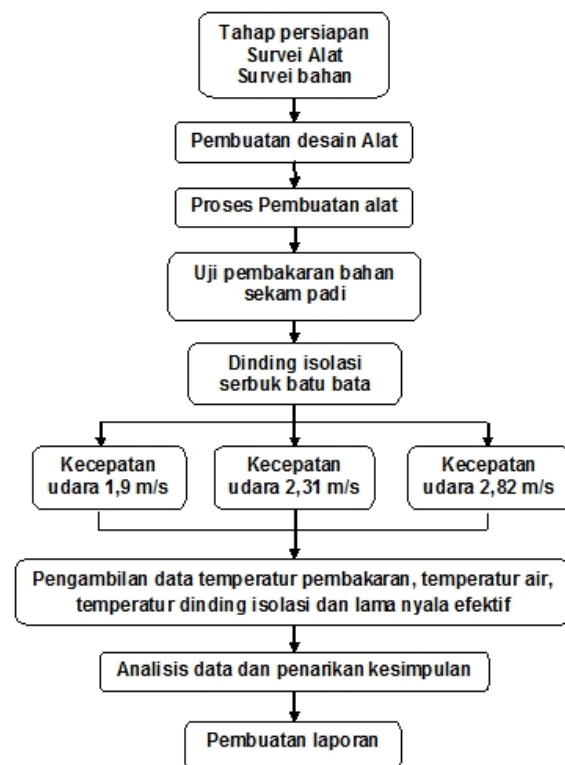 Tahap persiapan
Survei Alat
Survei bahan
Pembuatan desain Alat
Proses Pembuatan alat
Uji pembakaran bahan
sekam padi
Dinding isolasi
serbuk batu bata
Kecepatan
udara 1,9 m/s
Kecepatan
udara 2,31 m/s
Kecepatan
udara 2,82 m/s
Pengambilan data temperatur pembakaran, temperatur air,
temperatur dinding isolasi dan lama nyala efektif
Analisis data dan penarikan kesimpulan
Pembuatan laporan